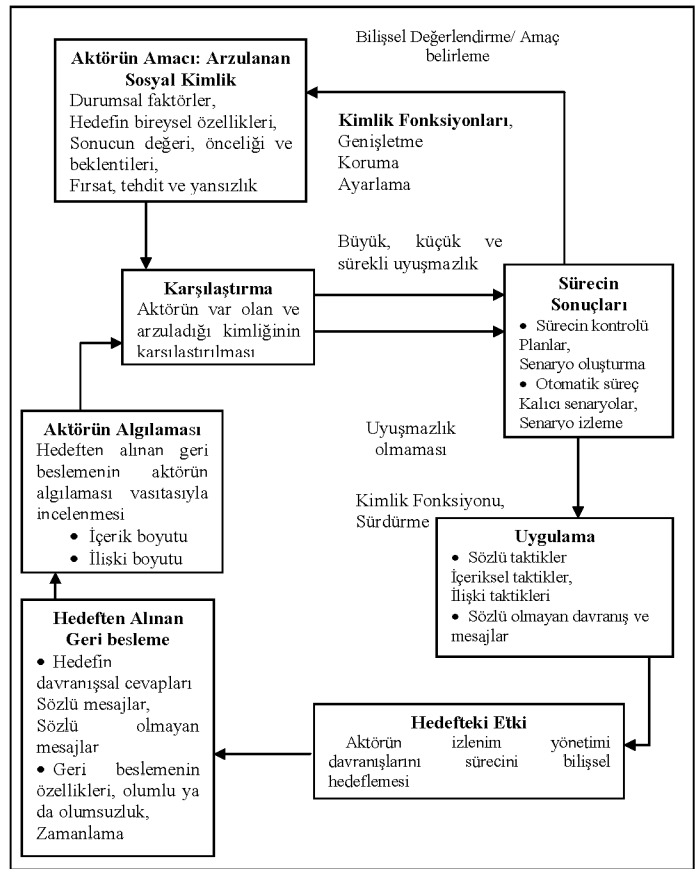 Bilişsel Değerlendirme/ Amaç
belirleme
Aktörün Amacı: Arzulanan
Sosyal Kimlik
Durumsal faktörler,
Hedefin bireysel özellikleri,
Sonucun değeri, önceliği ve
beklentileri,
Fırsat, tehdit ve yansızlık
Kimlik Fonksiyonları,
Genişletme
Koruma
Ayarlama
Büyük, küçük ve
sürekli uyuşmazlık
Karşılaştırma
Aktörün var olan ve
arzuladığı kimliğinin
karsılastırılması
Sürecin
Sonuçları
• Sürecin kontrolü
Planlar,
Senaryo oluşturma
• Otomatik süreç
Kalıcı senaryolar,
Senaryo izleme
Aktörün Algılaması
Hedeften alınan geri
beslemenin aktörün
algılaması vasıtasıyla
incelenmesi
• İçerik boyutu
• İlişki boyutu
Uyuşmazlık
olmaması
Kimlik Fonksiyonu,
Sürdürme
Uygulama
• Sözlü taktikler
İçeriksel taktikler,
İlişki taktikleri
• Sözlü olmayan davranış ve
mesajlar
Hedeften Alınan
Geri besleme
• Hedefin
davranışsal cevapları
Sözlü mesajlar,
Sözlü olmayan
mesajlar
• Geri beslemenin
özellikleri, olumlu ya
da olumsuzluk,
Zamanlama
Hedefteki Etki
Aktörün izlenim yönetimi
davranışlarını sürecini bilişsel
hedeflemesi